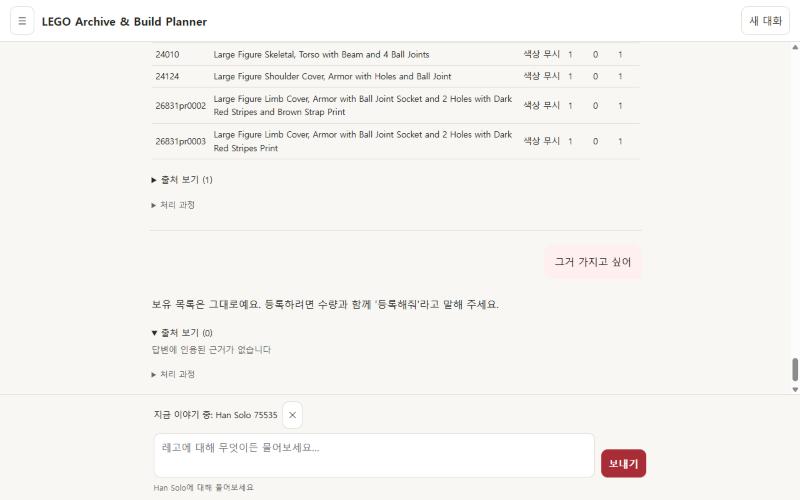 ☰ LEGO Archive & Build Planner 새 대화
24010 Large Figure Skeletal, Torso with Beam and 4 Ball Joints 색상 무시 1 0 1
24124 Large Figure Shoulder Cover, Armor with Holes and Ball Joint 색상 무시 1 0 1
26831pr0002 Large Figure Limb Cover, Armor with Ball Joint Socket and 2 Holes with Dark
Red Stripes and Brown Strap Print 색상 무시 1 0 1
26831pr0003 Large Figure Limb Cover, Armor with Ball Joint Socket and 2 Holes with Dark
Red Stripes Print 색상 무시 1 0 1
▶ 출처 보기 (1)
▶ 처리 과정
그거 가지고 싶어
보유 목록은 그대로예요. 등록하려면 수량과 함께 '등록해줘'라고 말해 주세요.
▼ 출처 보기 (0)
답변에 인용된 근거가 없습니다
▶ 처리 과정
지금 이야기 중: Han Solo 75535 ×
레고에 대해 무엇이든 물어보세요...
보내기
Han Solo에 대해 물어보세요